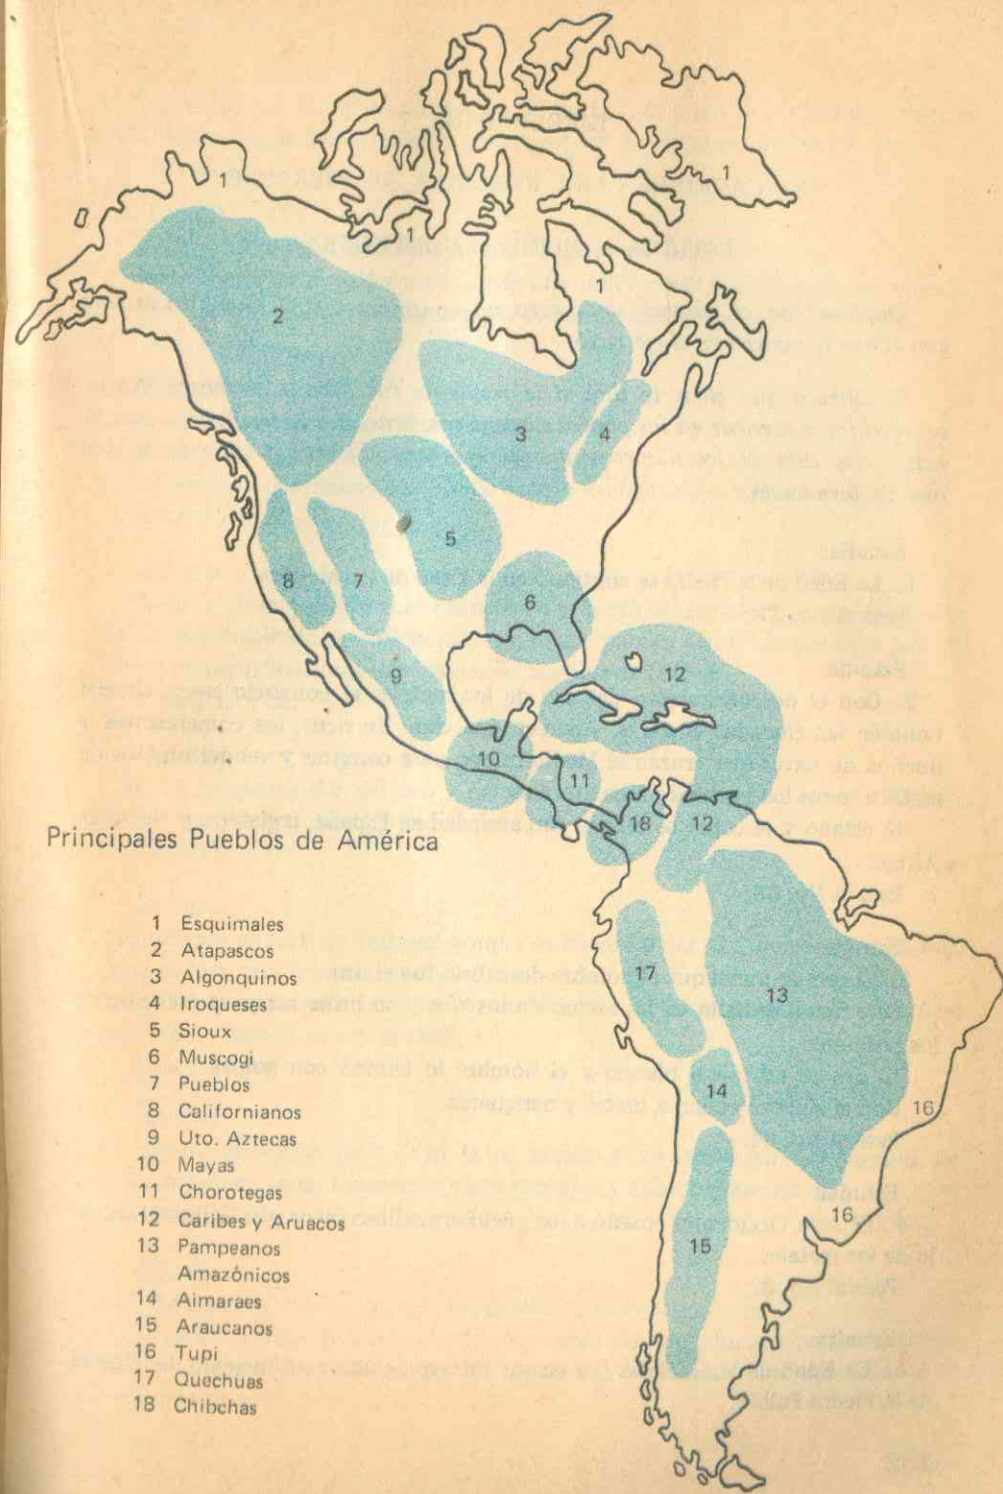 1
1
1
1
2
3
4
5
6
7
8
9
10
11
12
18
12
17
13
14
16
16
15
Principales Pueblos de América
1 Esquimales
2 Atapascos
3 Algonquinos
4 Iroqueses
5 Sioux
6 Muscogi
7 Pueblos
8 Californianos
9 Uto. Aztecas
10 Mayas
11 Chorotegas
12 Caribes y Aruacos
13 Pampeanos
Amazónicos
14 Aimaraes
15 Araucanos
16 Tupi
17 Quechuas
18 Chibchas